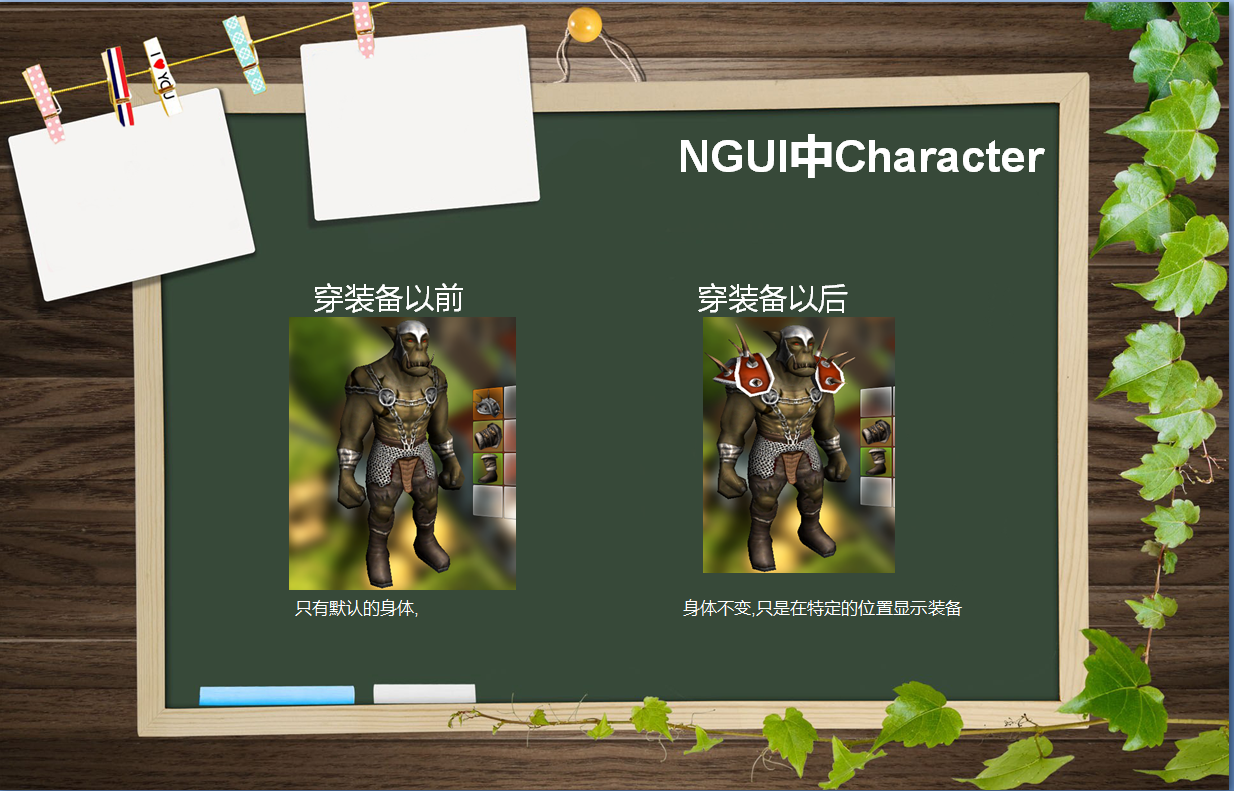 I ♥ YOU
NGUI中Character
穿装备以前
穿装备以后
只有默认的身体,
身体不变,只是在特定的位置显示装备